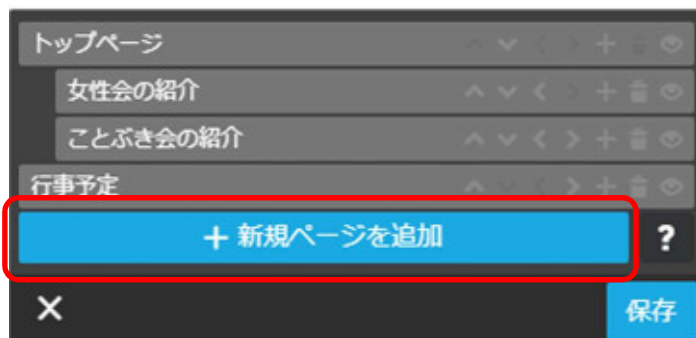 トップページ
女性会の紹介
ことぶき会の紹介
行事予定
+ 新規ページを追加 ?
× 保存